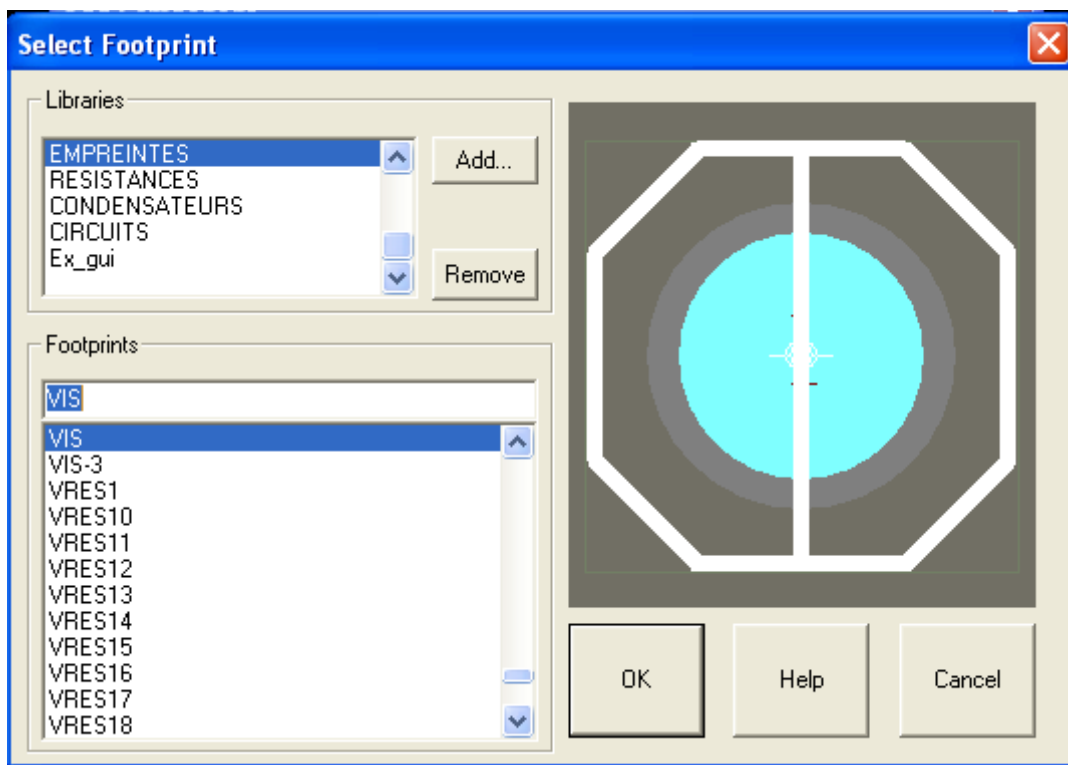 Select Footprint
Libraries
EMPREINTES
RESISTANCES
CONDENSATEURS
CIRCUITS
Ex_gui
Add...
Remove
Footprints
VIS
VIS
VIS-3
VRES1
VRES10
VRES11
VRES12
VRES13
VRES14
VRES15
VRES16
VRES17
VRES18
OK
Help
Cancel